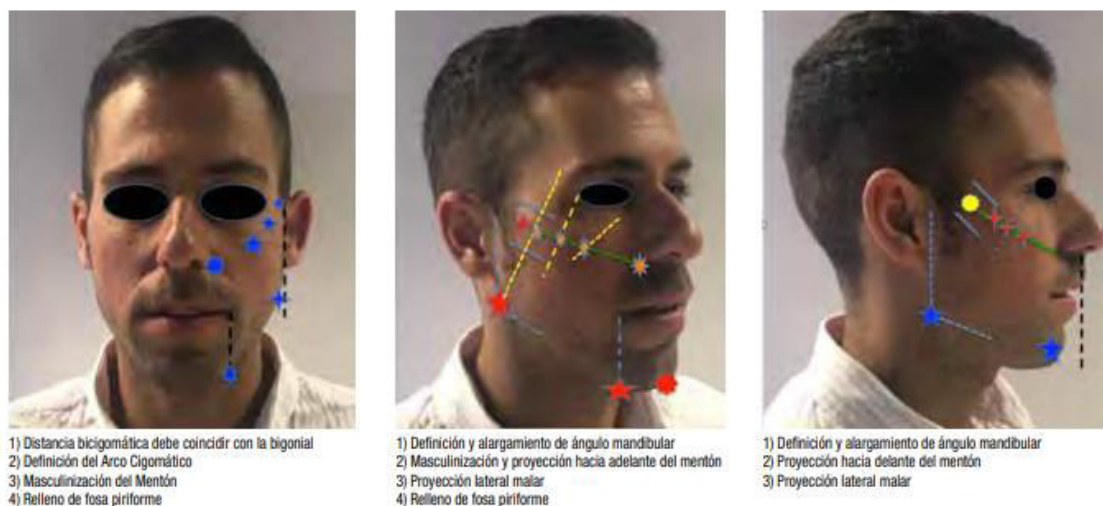 1) Distancia bicigomática debe coincidir con la bigonial
2) Definición del Arco Cigomático
3) Masculinización del Mentón
4) Relleno de fosa piriforme
1) Definición y alargamiento de ángulo mandibular
2) Masculinización y proyección hacia adelante del mentón
3) Proyección lateral malar
4) Relleno de fosa piriforme
1) Definición y alargamiento de ángulo mandibular
2) Proyección hacia delante del mentón
3) Proyección lateral malar